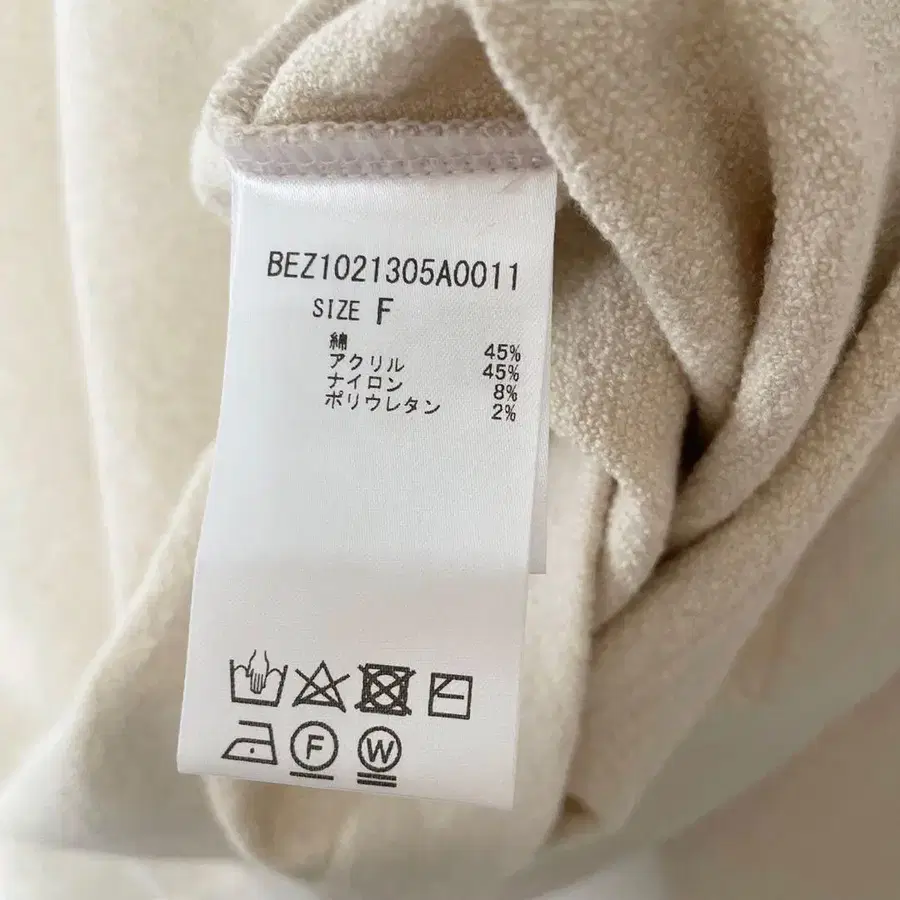 BEZ1021305A0011
SIZE F
綿 45%
アクリル 45%
ナイロン 8%
ポリウレタン 2%
F
W